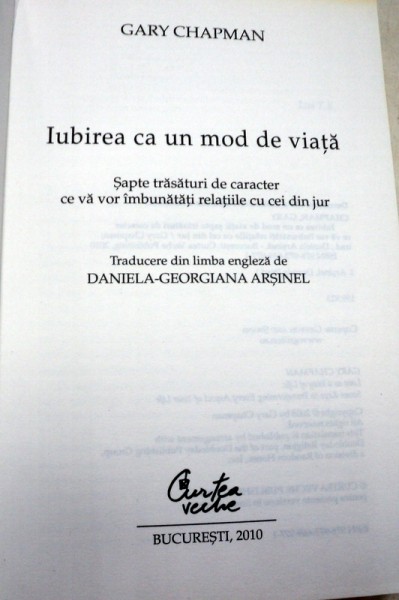 GARY CHAPMAN
Iubirea ca un mod de viață
Șapte trăsături de caracter
ce vă vor îmbunătăți relațiile cu cei din jur
Traducere din limba engleză de
DANIELA-GEORGIANA ARȘINEL
Curtea
veche
BUCUREȘTI, 2010